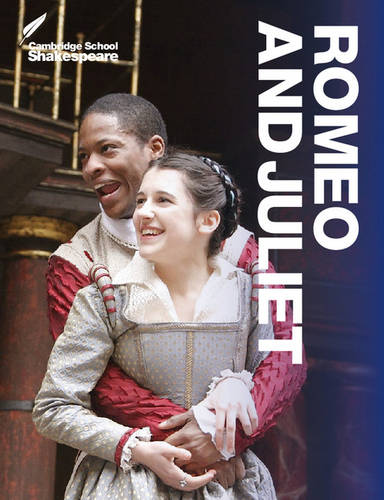 Cambridge School
Shakespeare
ROMEO
AND JULIET